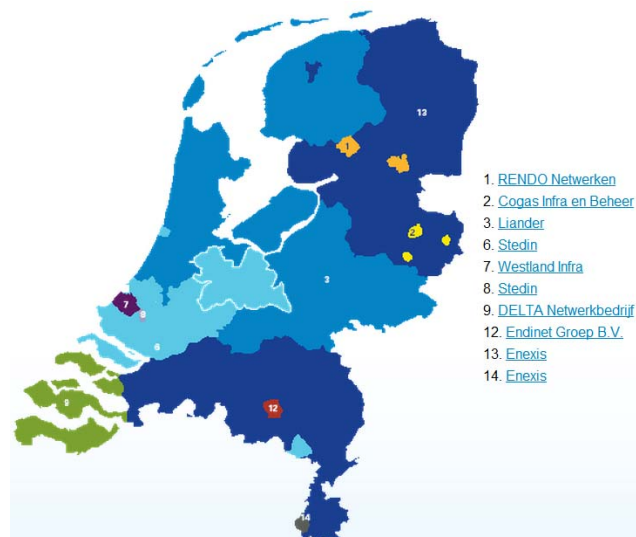 13
1
2
3
7
8
6
9
12
14
1. RENDO Netwerken
2. Cogas Infra en Beheer
3. Liander
6. Stedin
7. Westland Infra
8. Stedin
9. DELTA Netwerkbedrijf
12. Endinet Groep B.V.
13. Enexis
14. Enexis